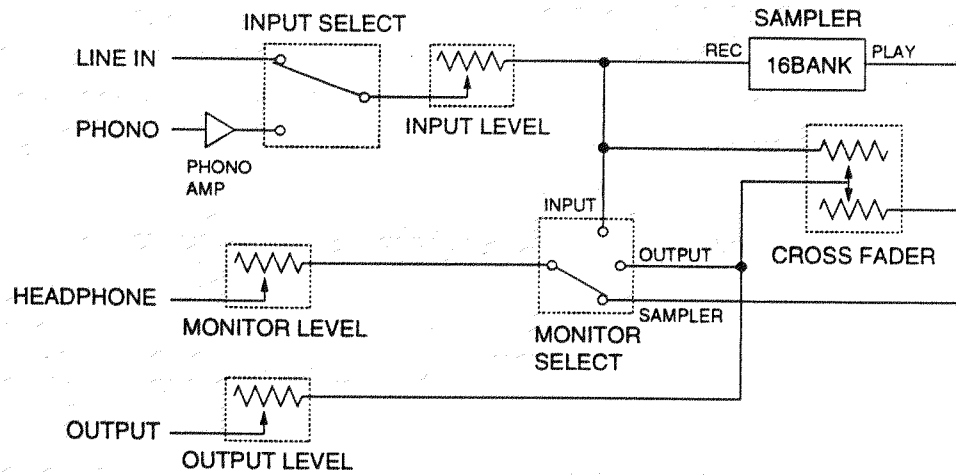 INPUT SELECT
SAMPLER
LINE IN
REC
16BANK
PLAY
PHONO
INPUT LEVEL
PHONO
AMP
INPUT
OUTPUT
CROSS FADER
HEADPHONE
SAMPLER
MONITOR LEVEL
MONITOR
SELECT
OUTPUT
OUTPUT LEVEL